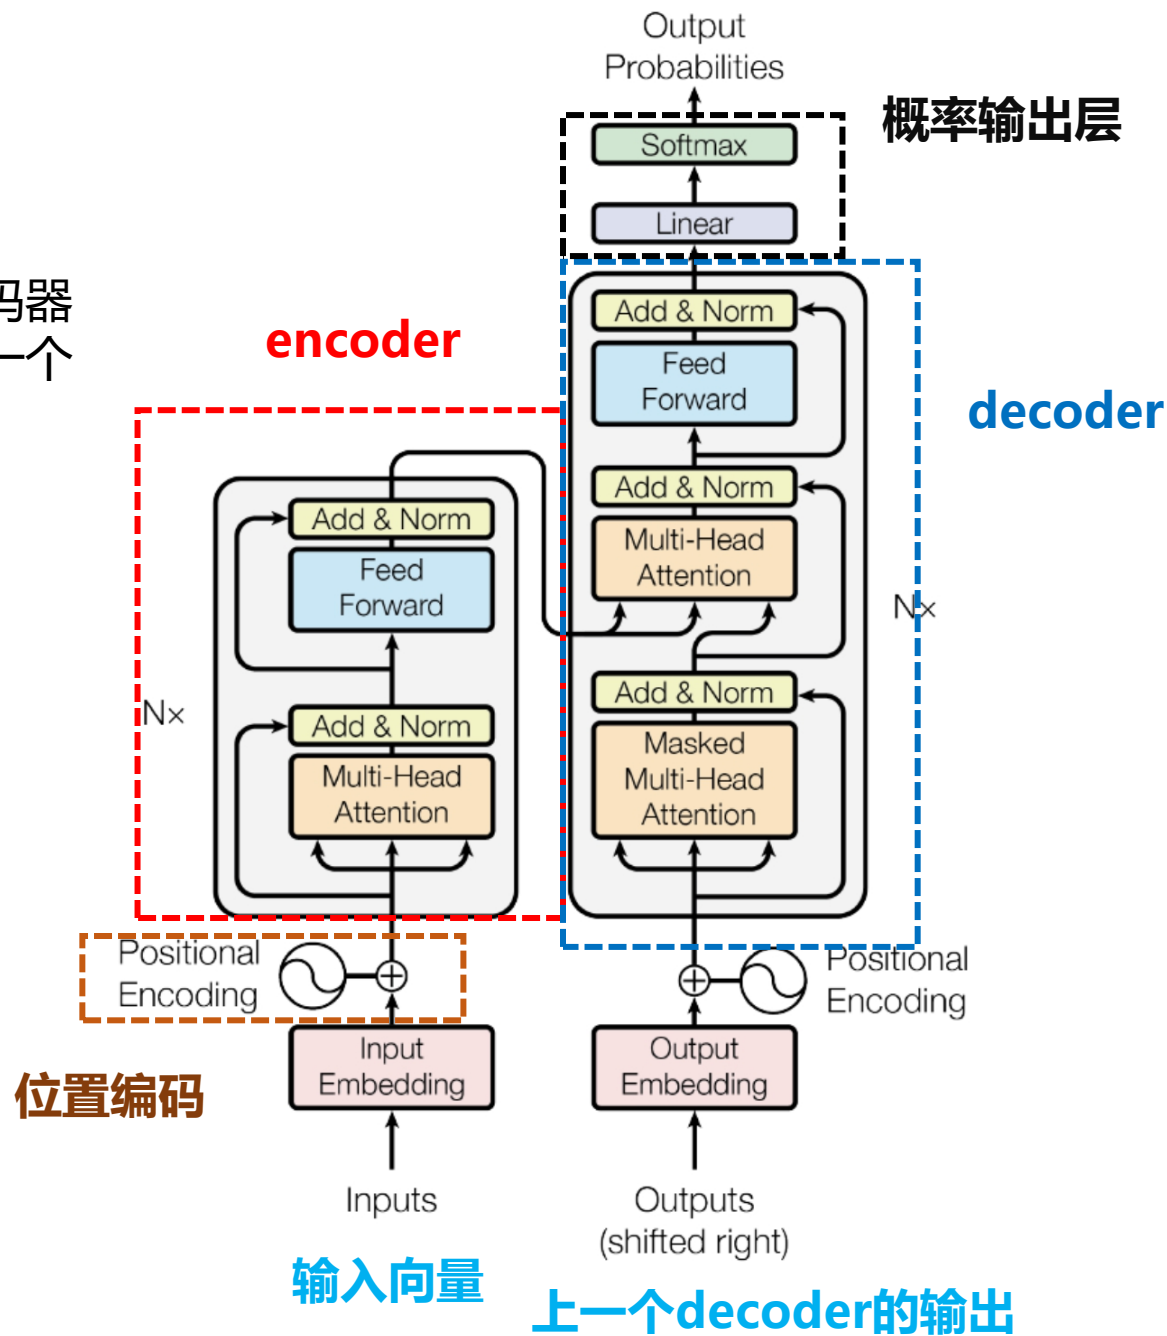 Output
Probabilities
概率输出层
Softmax
Linear
码器
一个
encoder
decoder
Add & Norm
Feed
Forward
Add & Norm
Multi-Head
Attention
N×
Add & Norm
Masked
Multi-Head
Attention
Add & Norm
Feed
Forward
N×
Add & Norm
Multi-Head
Attention
Positional
Encoding
Positional
Encoding
位置编码
Input
Embedding
Output
Embedding
Inputs
Outputs
(shifted right)
输入向量
上一个decoder的输出